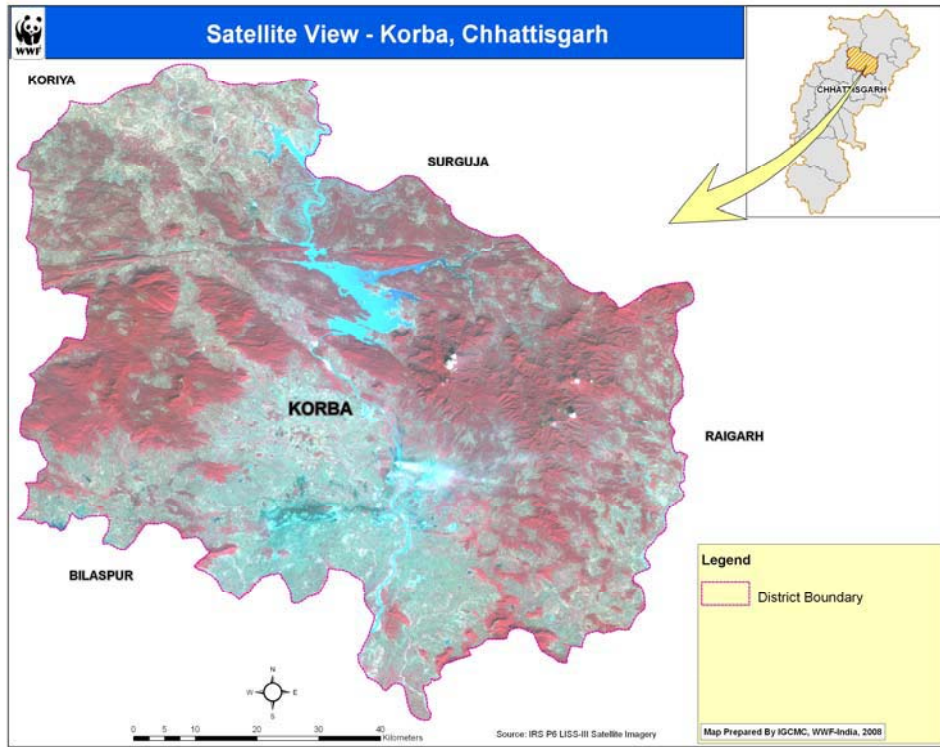 WWF
Satellite View - Korba, Chhattisgarh
KORIYA
CHHATTISGARH
SURGUJA
KORBA
RAIGARH
BILASPUR
Legend
District Boundary
N
W E
S
0 5 10 20 30 40
Kilometers
Source: IRS P6 LISS-III Satellite Imagery
Map Prepared By IGCMC, WWF-India, 2008